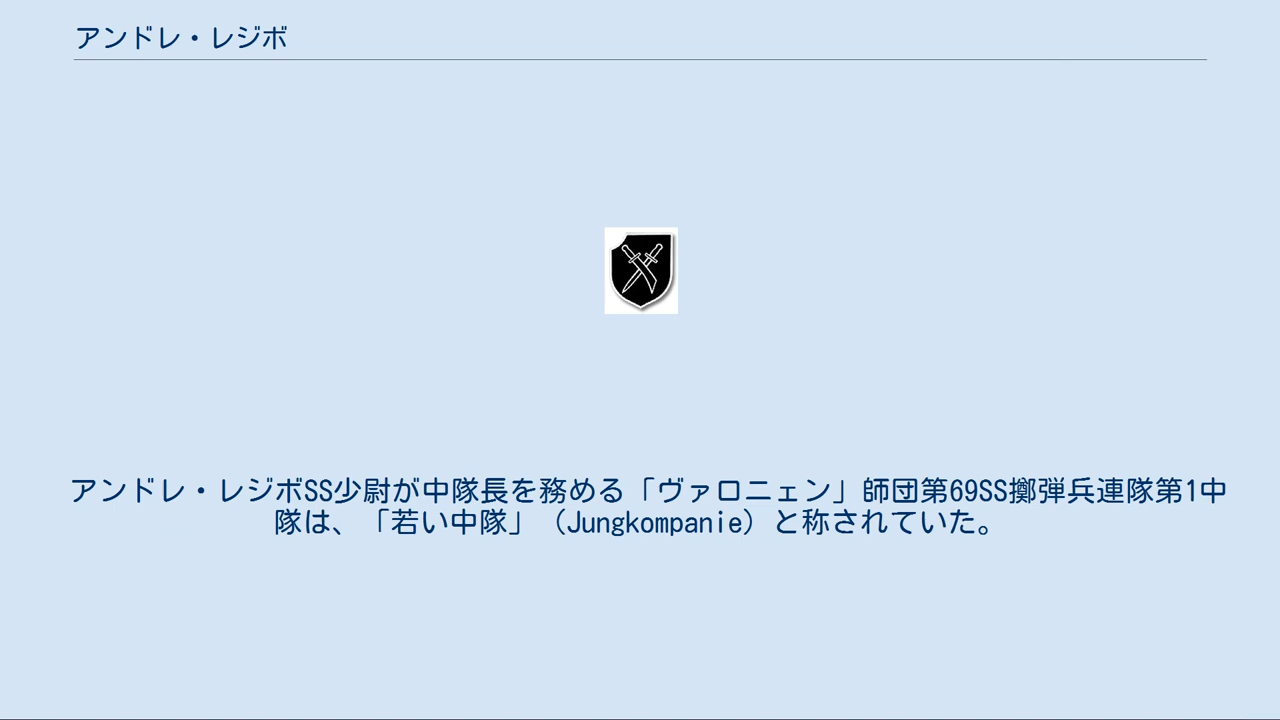 アンドレ・レジボ
アンドレ・レジボSS少尉が中隊長を務める「ヴァロニェン」師団第69SS擲弾兵連隊第1中
隊は、「若い中隊」（Jungkompanie）と称されていた。